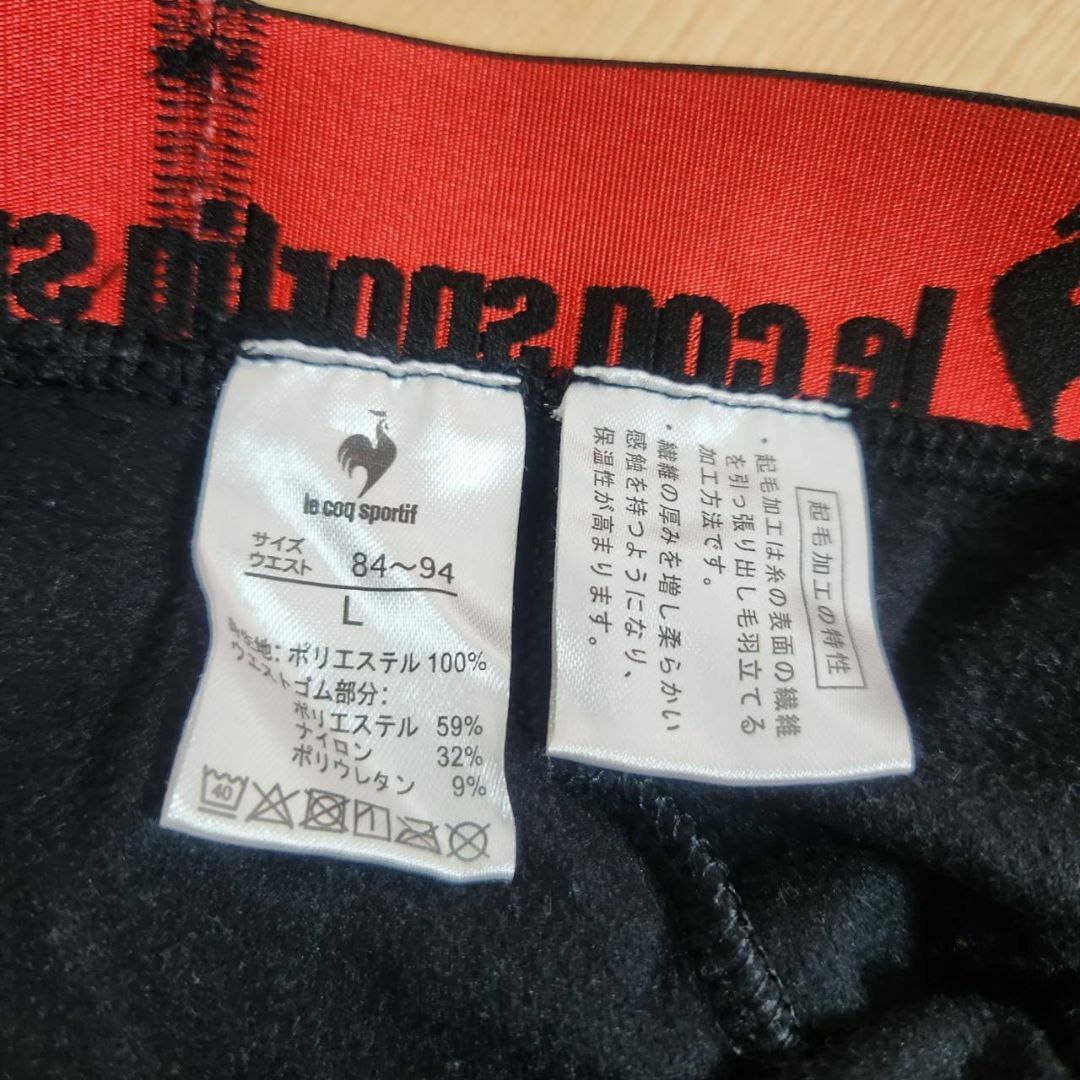 le coq sportif
le coq sportif
サイズ
ウエスト 84～94
L
身生地: ポリエステル 100%
ウエストゴム部分:
ポリエステル 59%
ナイロン 32%
ポリウレタン 9%
40
起毛加工の特性
・起毛加工は糸の表面の繊維
を引っ張り出し毛羽立てる
加工方法です。
・繊維の厚みを増し柔らかい
感触を持つようになり、
保温性が高まります。